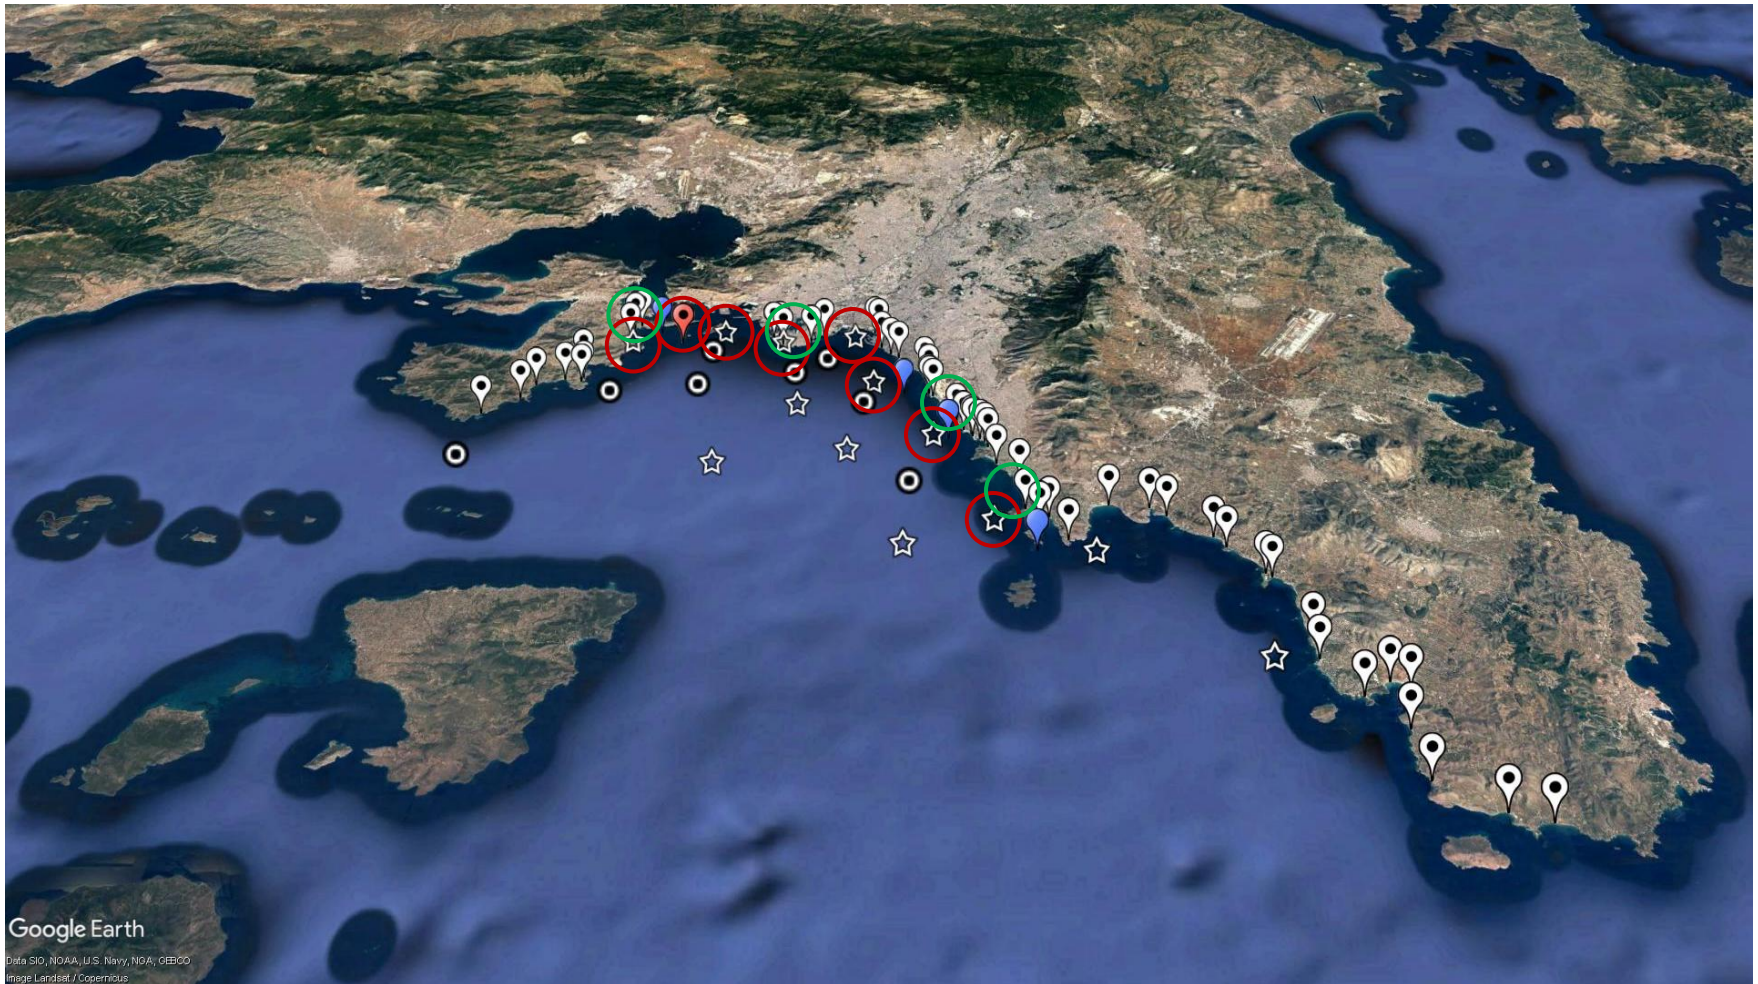 Google Earth
Data SIO, NOAA, U.S. Navy, NGA, GEBCO
Image Landsat / Copernicus